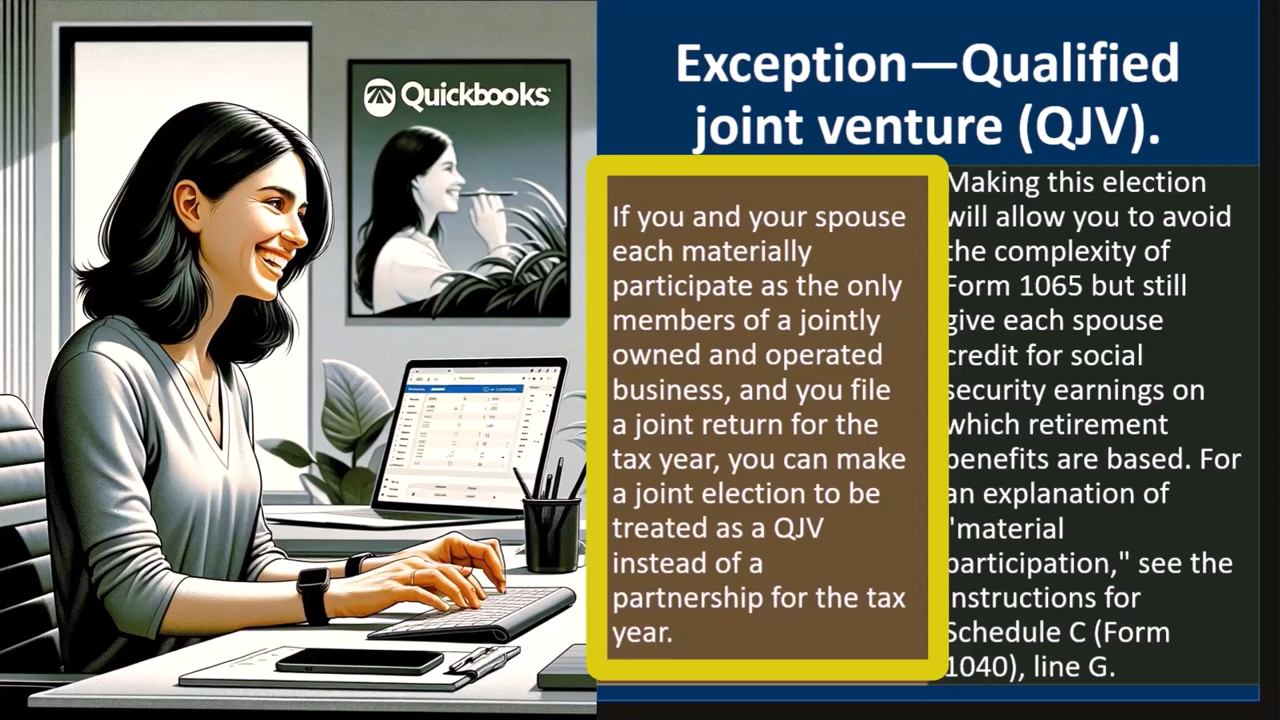 Quickbooks
Exception—Qualified
joint venture (QJV).
If you and your spouse
each materially
participate as the only
members of a jointly
owned and operated
business, and you file
a joint return for the
tax year, you can make
a joint election to be
treated as a QJV
instead of a
partnership for the tax
year.
Making this election
will allow you to avoid
the complexity of
Form 1065 but still
give each spouse
credit for social
security earnings on
which retirement
benefits are based. For
an explanation of
"material
participation," see the
instructions for
Schedule C (Form
1040), line G.